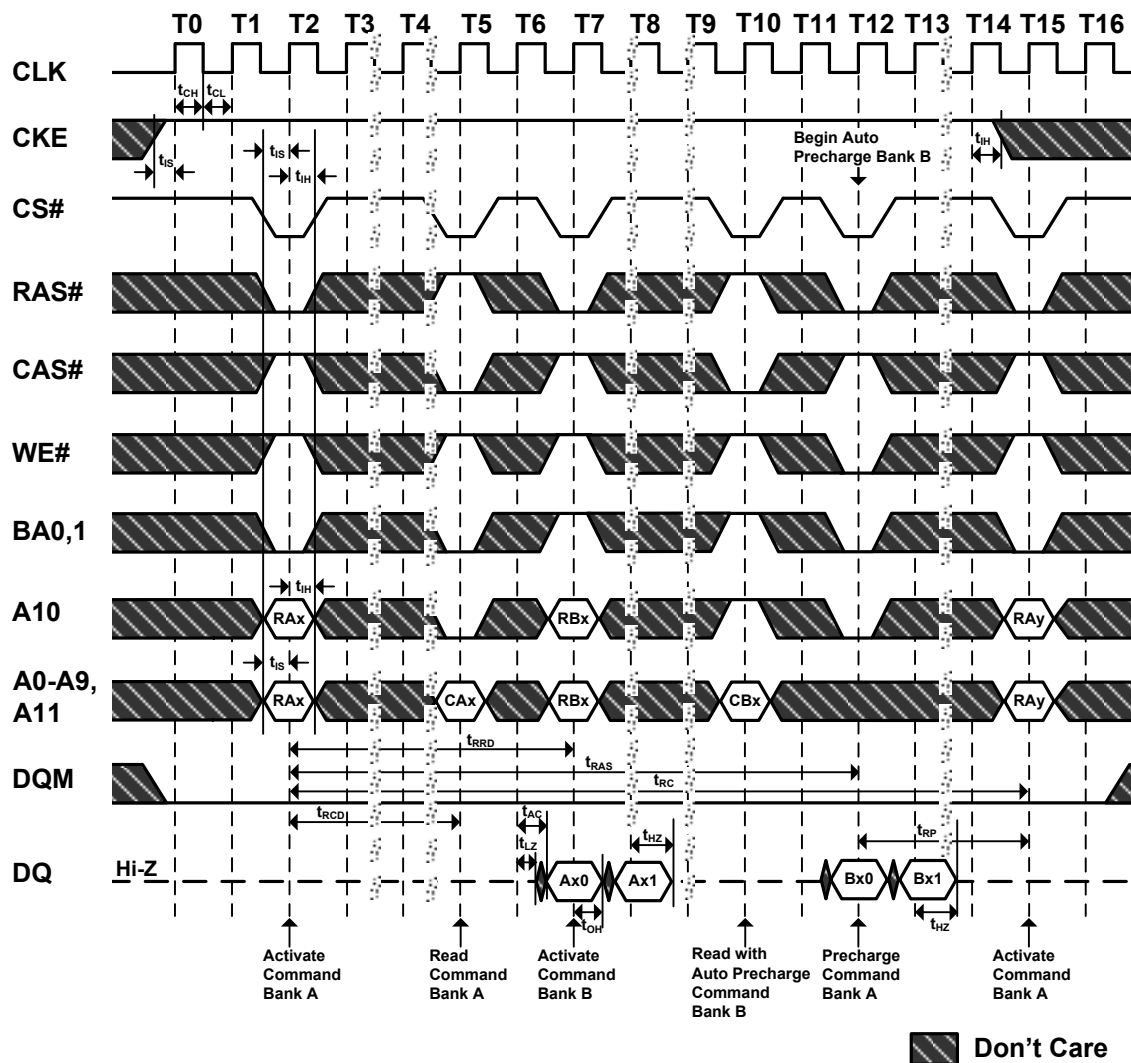 T0 T1 T2 T3 T4 T5 T6 T7 T8 T9 T10 T11 T12 T13 T14 T15 T16
CLK
tCH tCL
CKE
tIS
tIS
tIH
Begin Auto
Precharge Bank B
tIH
CS#
RAS#
CAS#
WE#
BA0,1
tIH
A10
RAx RBx RAy
tIS
A0-A9,
A11
RAx CAx RBx CBx RAy
tRRD
tRAS
DQM
tRC
tRCD
tAC
tLZ
tHZ
tRP
DQ
Hi-Z
Ax0 Ax1 Bx0 Bx1
tOH
tHZ
Activate
Command
Bank A
Read
Command
Bank A
Activate
Command
Bank B
Read with
Auto Precharge
Command
Bank B
Precharge
Command
Bank A
Activate
Command
Bank A
Don't Care